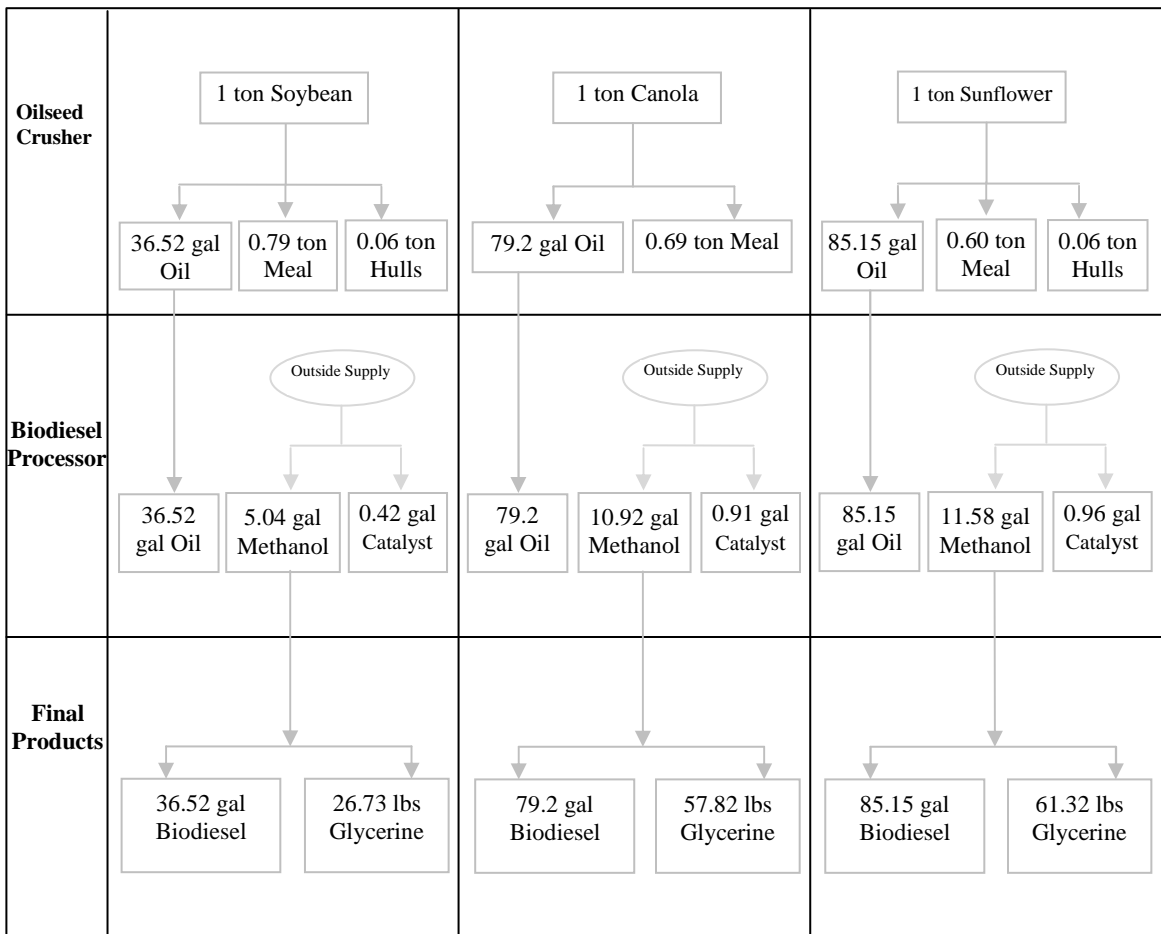 Oilseed
Crusher
1 ton Soybean
36.52 gal
Oil
0.79 ton
Meal
0.06 ton
Hulls
1 ton Canola
79.2 gal Oil
0.69 ton Meal
1 ton Sunflower
85.15 gal
Oil
0.60 ton
Meal
0.06 ton
Hulls
Biodiesel
Processor
Outside Supply
36.52
gal Oil
5.04 gal
Methanol
0.42 gal
Catalyst
Outside Supply
79.2
gal Oil
10.92 gal
Methanol
0.91 gal
Catalyst
Outside Supply
85.15
gal Oil
11.58 gal
Methanol
0.96 gal
Catalyst
Final
Products
36.52 gal
Biodiesel
26.73 lbs
Glycerine
79.2 gal
Biodiesel
57.82 lbs
Glycerine
85.15 gal
Biodiesel
61.32 lbs
Glycerine